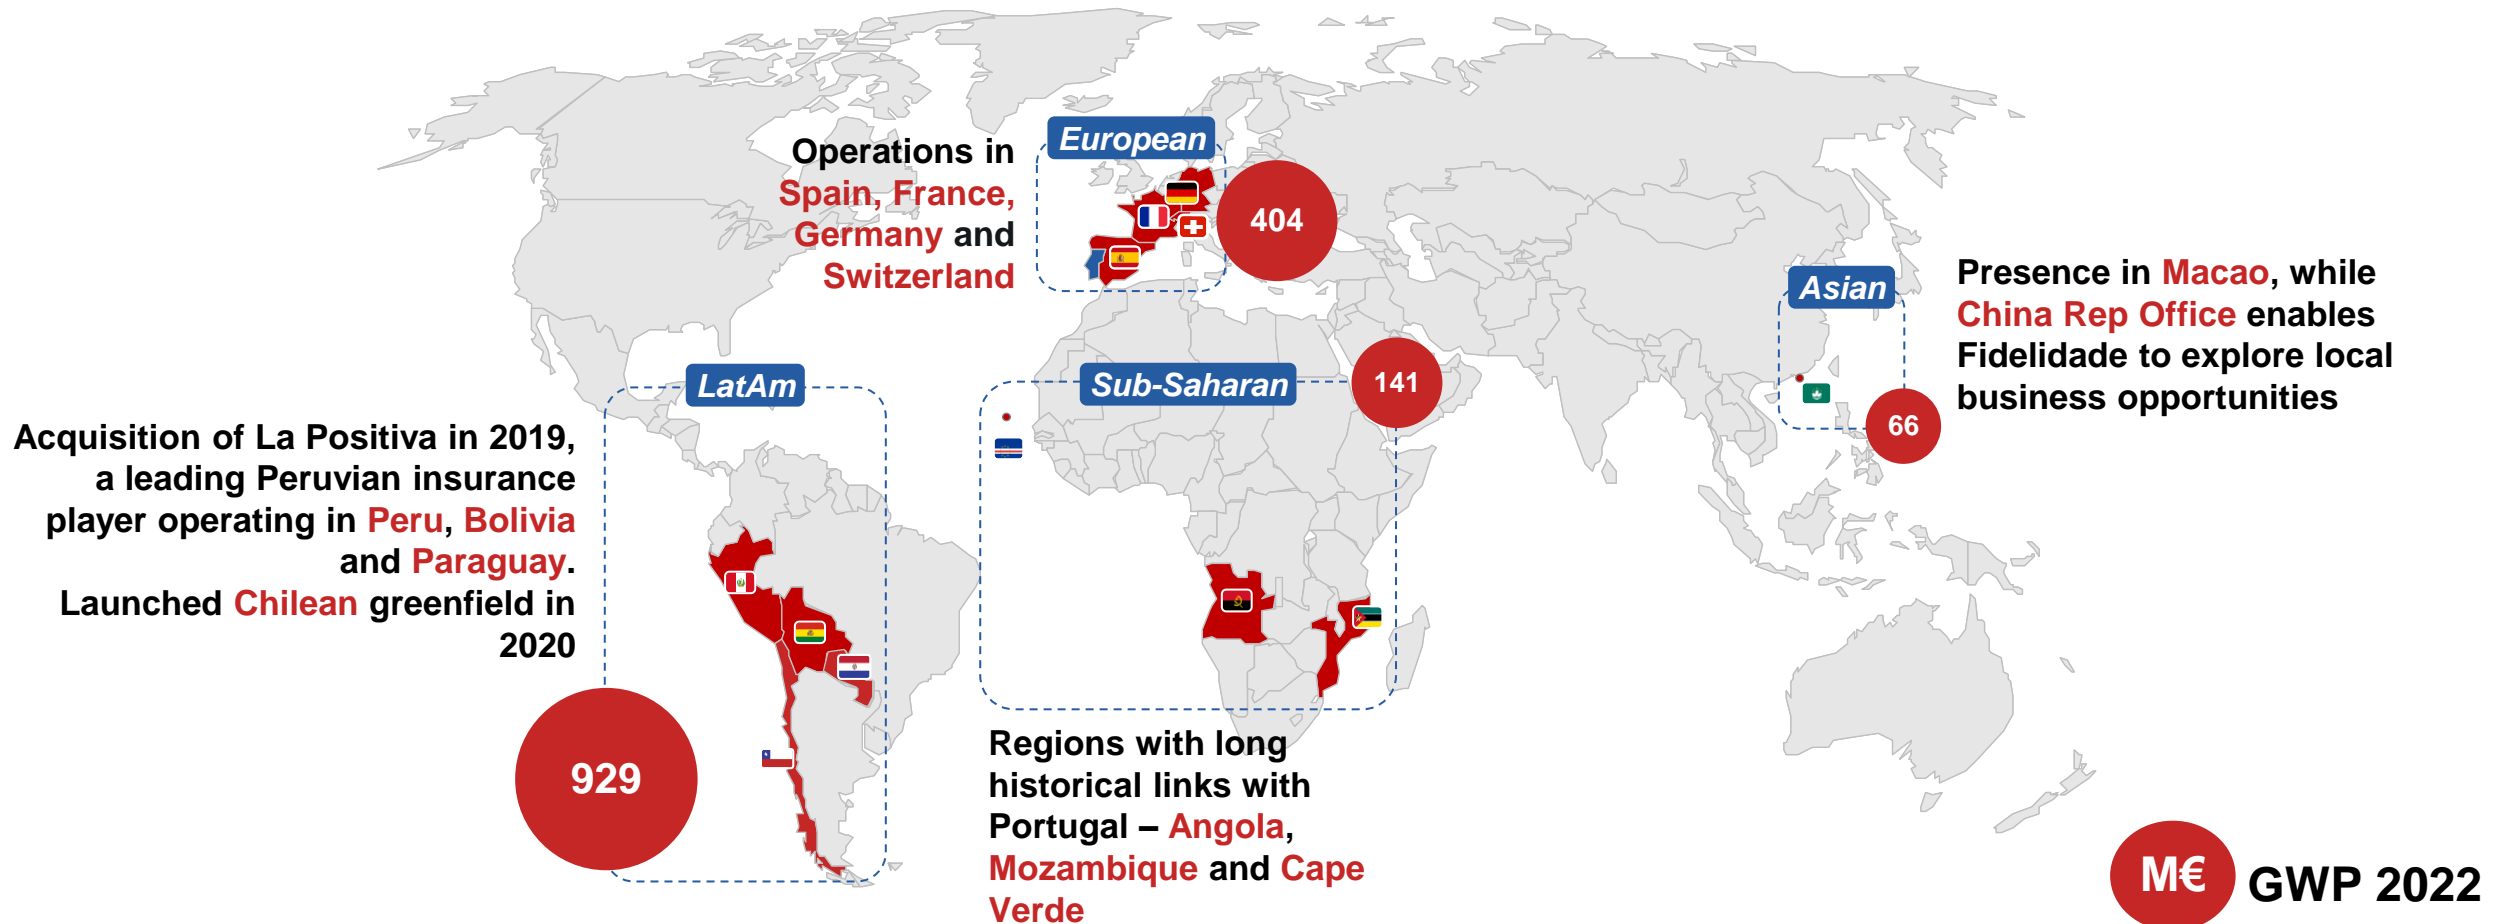 European
Operations in
Spain, France,
Germany and
Switzerland
404
Asian
Presence in Macao, while
China Rep Office enables
Fidelidade to explore local
business opportunities
66
LatAm
Acquisition of La Positiva in 2019,
a leading Peruvian insurance
player operating in Peru, Bolivia
and Paraguay.
Launched Chilean greenfield in
2020
929
Sub-Saharan
141
Regions with long
historical links with
Portugal – Angola,
Mozambique and Cape
Verde
M€ GWP 2022